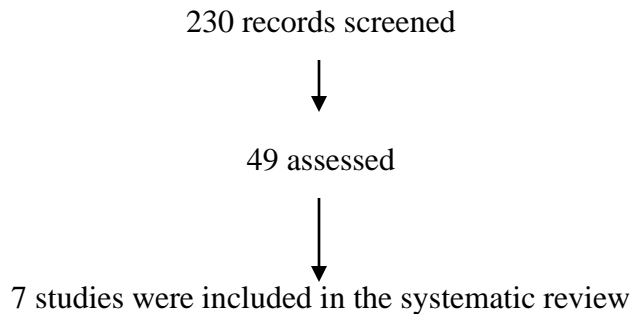 230 records screened
49 assessed
7 studies were included in the systematic review